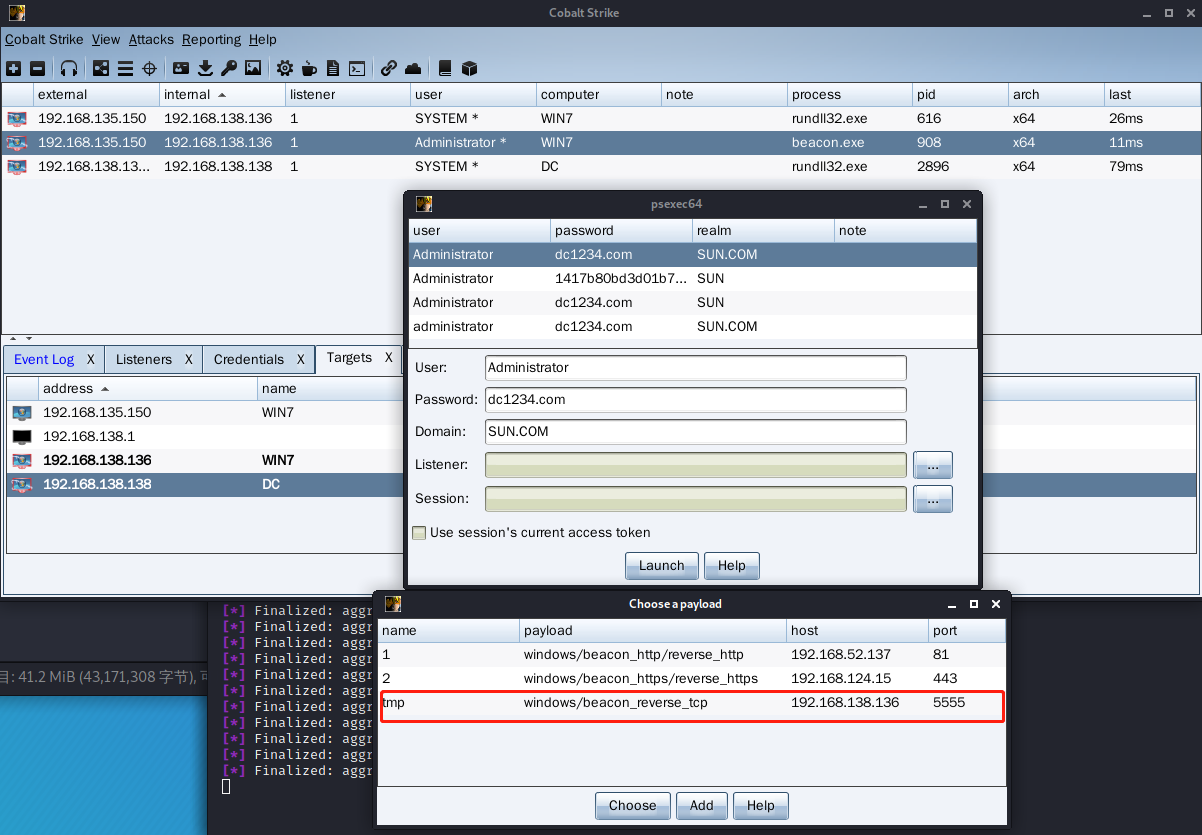 Cobalt Strike
Cobalt Strike View Attacks Reporting Help
external internal listener user computer note process pid arch last
192.168.135.150 192.168.138.136 1 SYSTEM * WIN7 rundll32.exe 616 x64 26ms
192.168.135.150 192.168.138.136 1 Administrator * WIN7 beacon.exe 908 x64 11ms
192.168.138.13... 192.168.138.138 1 SYSTEM * DC rundll32.exe 2896 x64 79ms
psexec64
user password realm note
Administrator dc1234.com SUN.COM
Administrator 1417b80bd3d01b7... SUN
Administrator dc1234.com SUN
administrator dc1234.com SUN.COM
Event Log X Listeners X Credentials X Targets X
address name
192.168.135.150 WIN7
192.168.138.1
192.168.138.136 WIN7
192.168.138.138 DC
User: Administrator
Password: dc1234.com
Domain: SUN.COM
Listener: ...
Session: ...
Use session's current access token
Launch Help
[*] Finalized: aggr
[*] Finalized: aggr
[*] Finalized: aggr
[*] Finalized: aggr
[*] Finalized: aggr
[*] Finalized: aggr
[*] Finalized: aggr
[*] Finalized: aggr
[*] Finalized: aggr
[*] Finalized: aggr
[*] Finalized: aggr
目: 41.2 MiB (43,171,308 字节),
Choose a payload
name payload host port
1 windows/beacon_http/reverse_http 192.168.52.137 81
2 windows/beacon_https/reverse_https 192.168.124.15 443
tmp windows/beacon_reverse_tcp 192.168.138.136 5555
Choose Add Help